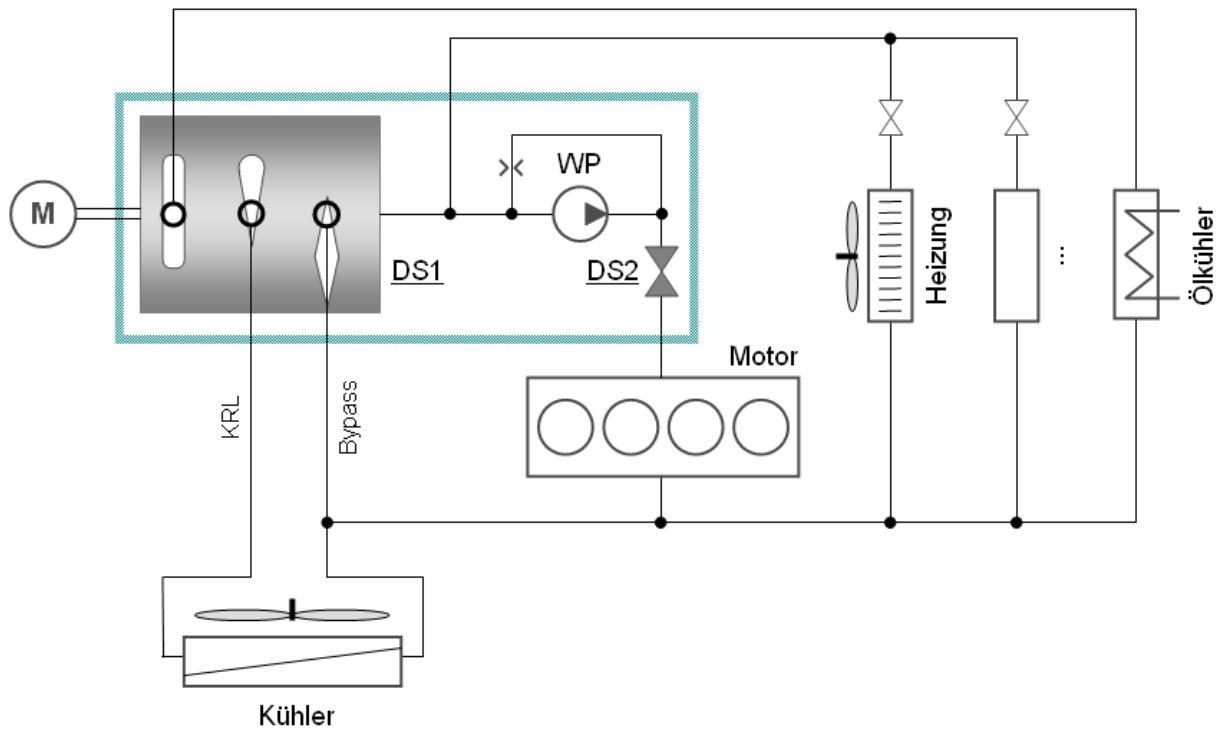 WP
M
DS1
DS2
Heizung
...
Ölkühler
Motor
KRL
Bypass
Kühler